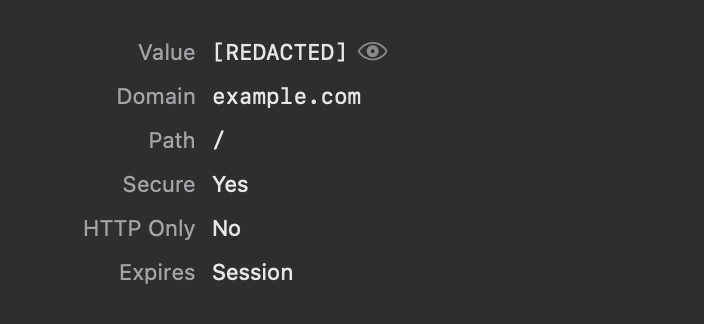 Value [REDACTED]
Domain example.com
Path /
Secure Yes
HTTP Only No
Expires Session